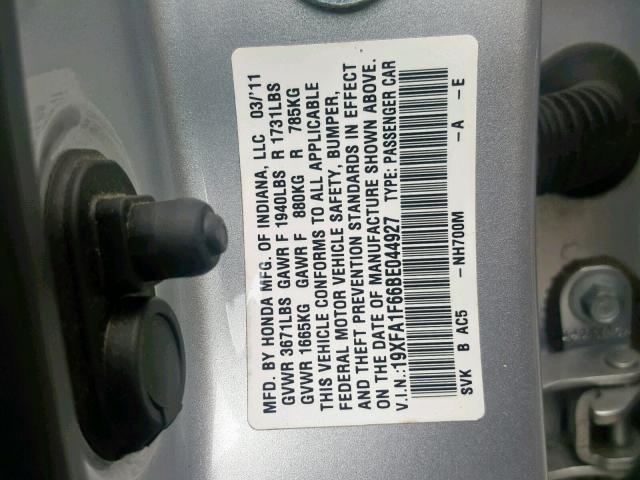 MFD. BY HONDA MFG. OF INDIANA, LLC 03/'11
GVWR 3671LBS GAWR F 1940LBS R 1731LBS
GVWR 1665KG GAWR F 880KG R 785KG
THIS VEHICLE CONFORMS TO ALL APPLICABLE
FEDERAL MOTOR VEHICLE SAFETY, BUMPER,
AND THEFT PREVENTION STANDARDS IN EFFECT
ON THE DATE OF MANUFACTURE SHOWN ABOVE.
V.I.N.:19XFA1F66BE044927 TYPE: PASSENGER CAR
SVK B AC5 -NH700M -A -E